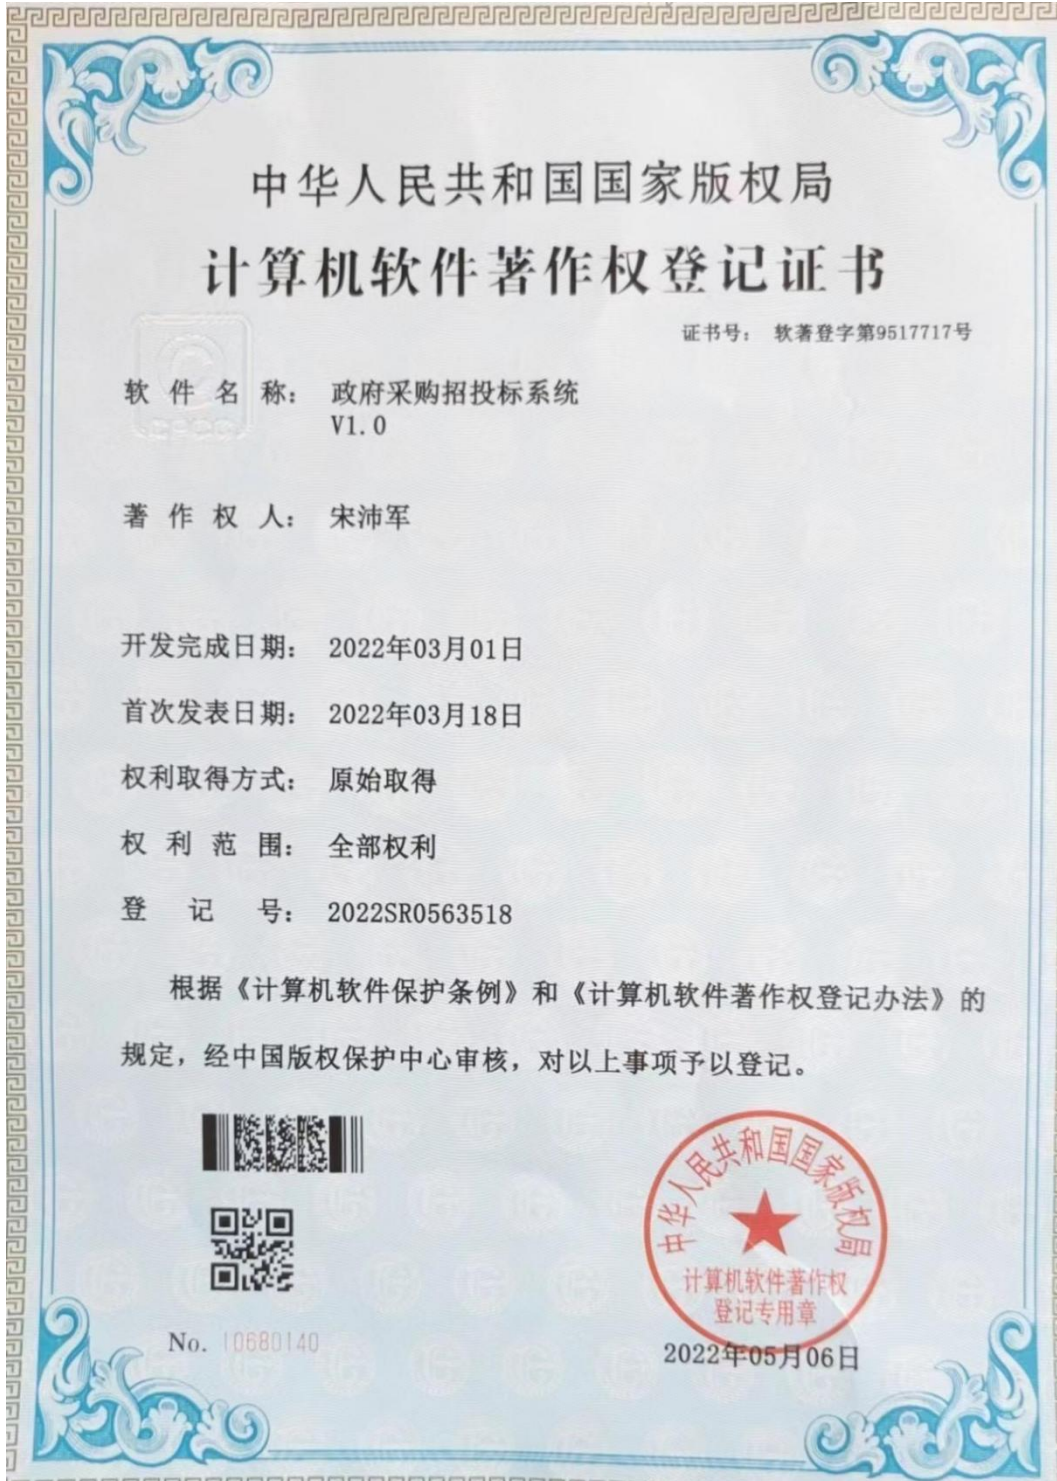 中华人民共和国国家版权局
计算机软件著作权登记证书
证书号： 软著登字第9517717号
软件名称： 政府采购招投标系统
V1.0
著作权人： 宋沛军
开发完成日期： 2022年03月01日
首次发表日期： 2022年03月18日
权利取得方式： 原始取得
权利范围： 全部权利
登记号： 2022SR0563518
根据《计算机软件保护条例》和《计算机软件著作权登记办法》的
规定，经中国版权保护中心审核，对以上事项予以登记。
中华人民共和国国家版权局
计算机软件著作权
登记专用章
No. 10680140
2022年05月06日